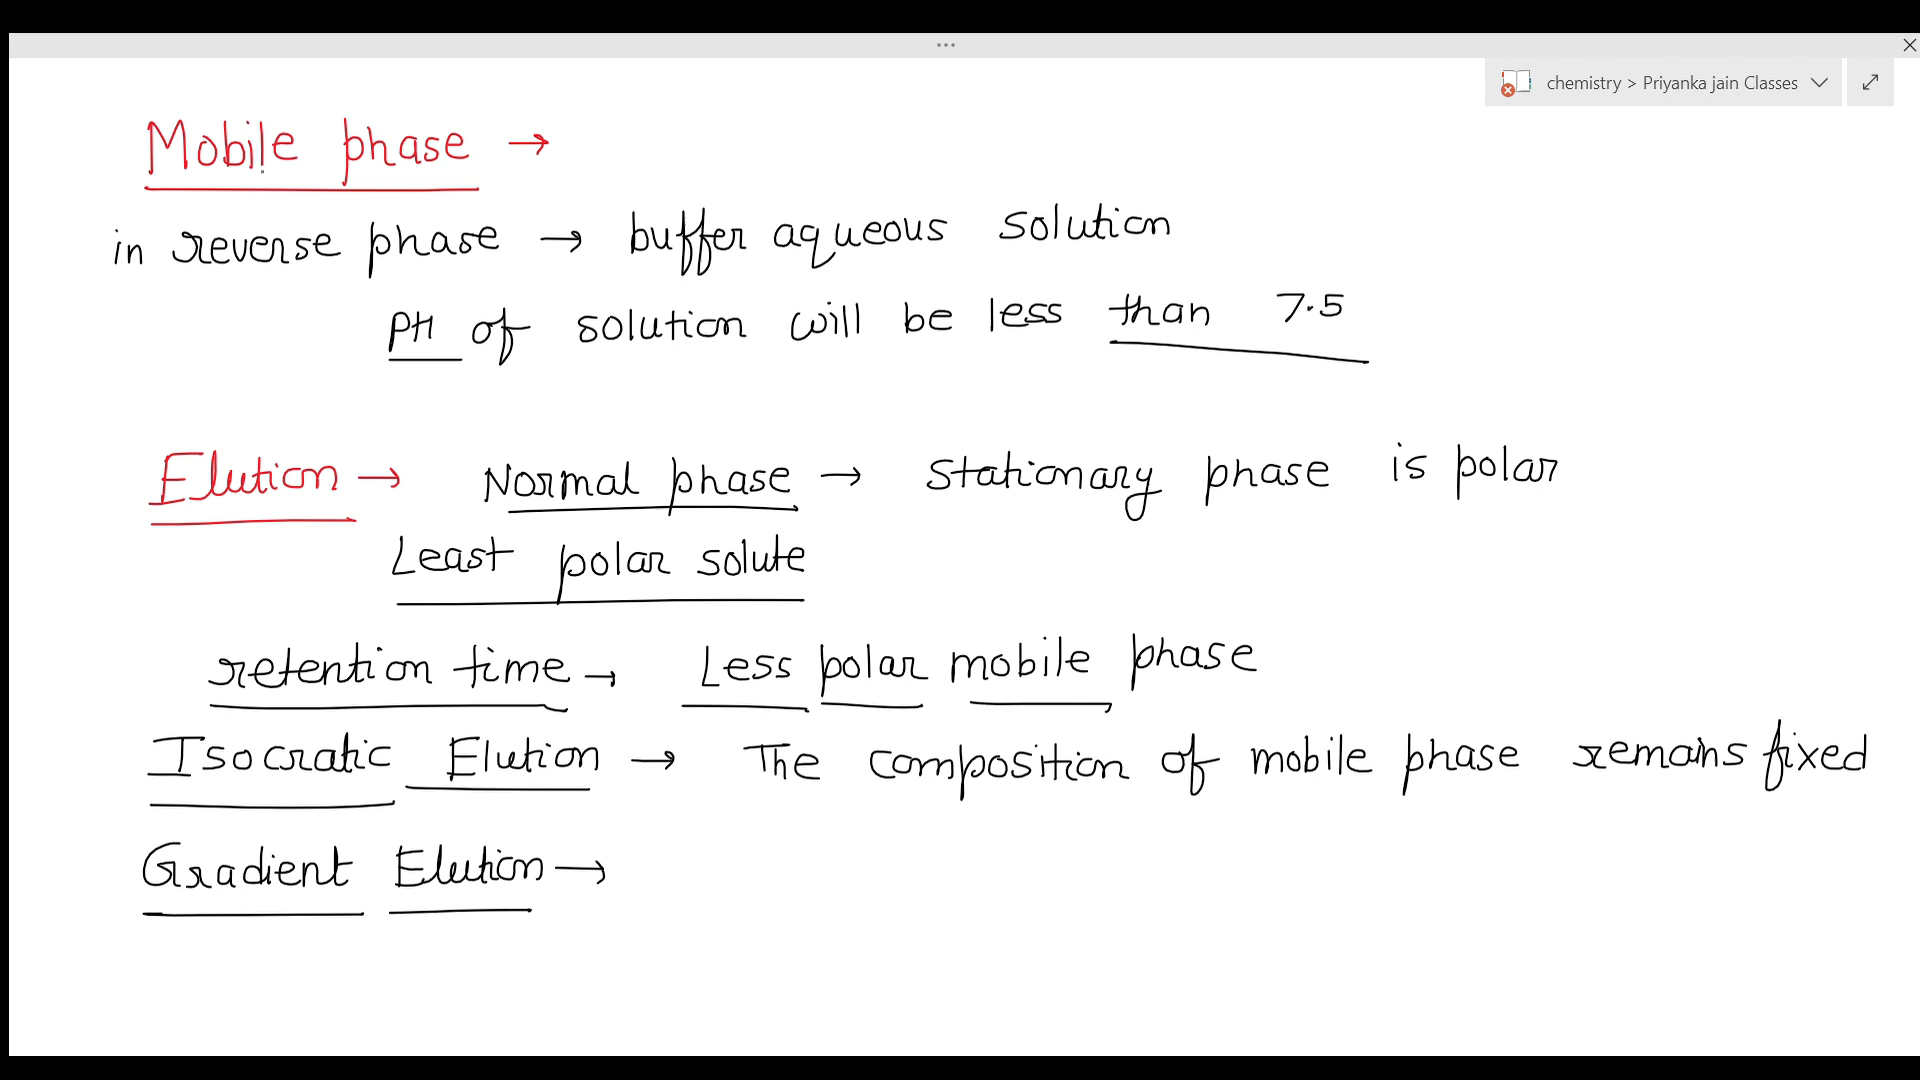 ...
chemistry > Priyanka jain Classes
Mobile phase →
in reverse phase → buffer aqueous solution
PH of solution will be less than 7.5
Elution → Normal phase → Stationary phase is polar
Least polar solute
retention time → Less polar mobile phase
Isocratic Elution → The composition of mobile phase remains fixed
Gradient Elution →